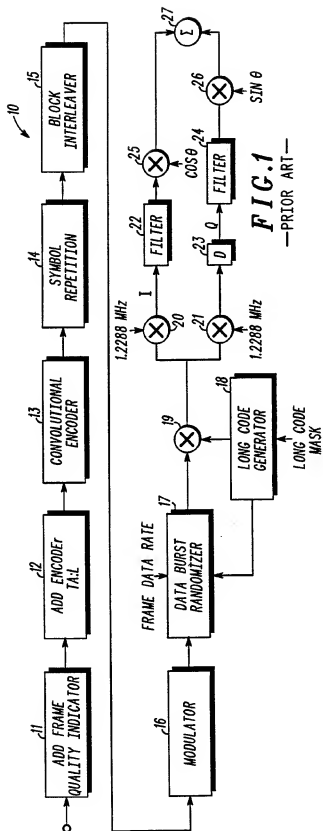 10
11
ADD FRAME
QUALITY INDICATOR
12
ADD ENCODEr
TA:L
13
CONVOLUTIONAL
ENCODER
14
SYMBOL
REPETITION
15
BLOCK
INTERLEAVER
16
MODULATOR
FRAME DATA RATE
17
DATA BURST
RANDOMIZER
18
LONG CODE
GENERATOR
LONG CODE
MASK
19
1.2288 MHz
20
I
22
FILTER
25
COSθ
1.2288 MHz
21
23
D
Q
24
FILTER
26
SIN θ
27
Σ
FIG.1
—PRIOR ART—